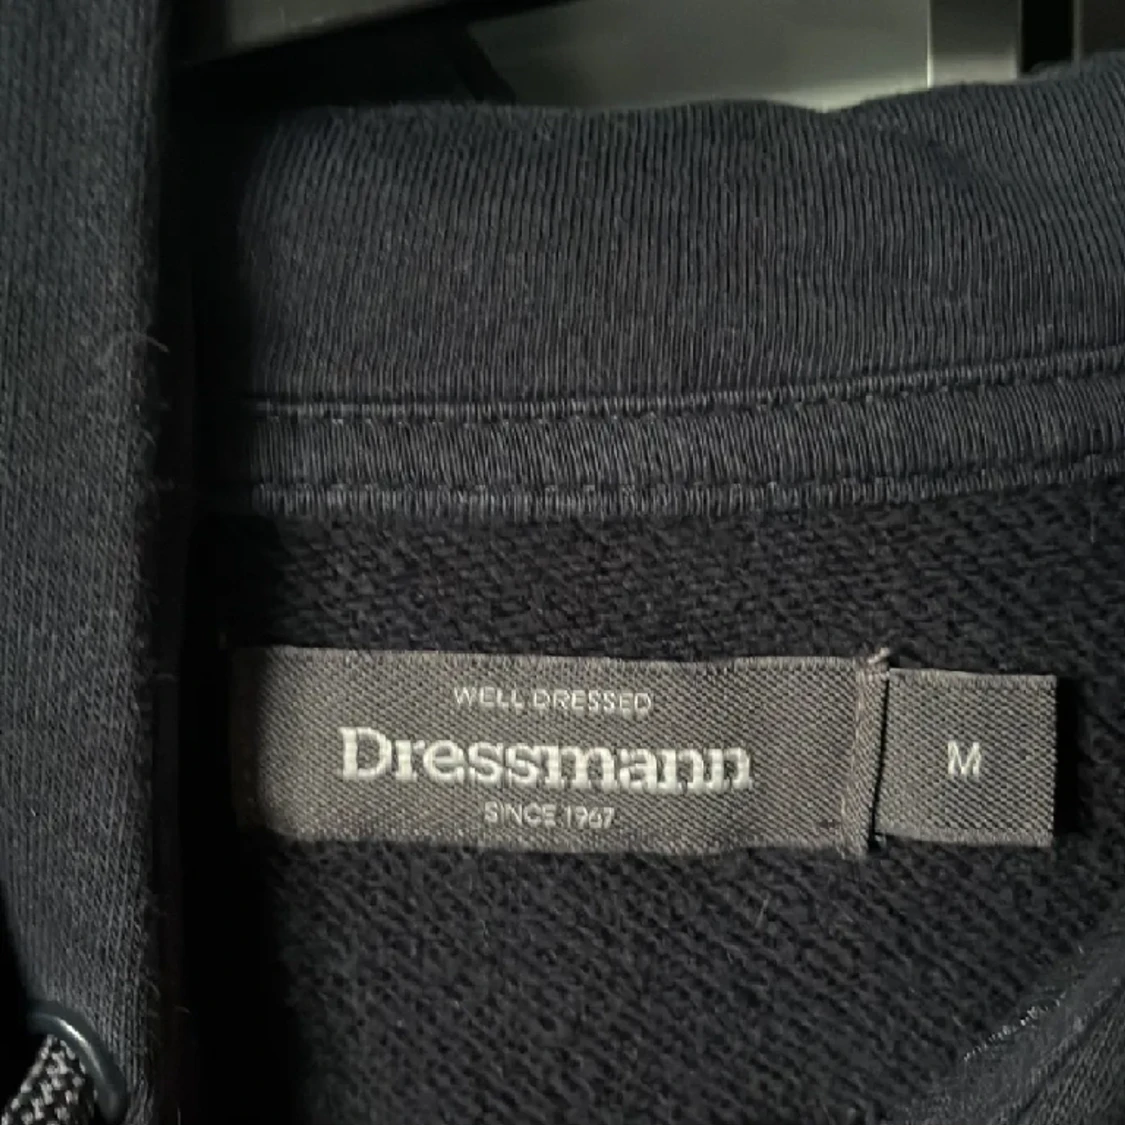 WELL DRESSED
Dressmann
SINCE 1967
M